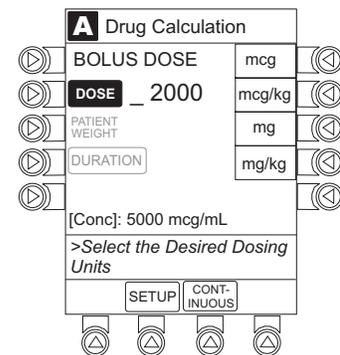 A Drug Calculation
BOLUS DOSE mcg
DOSE _ 2000 mcg/kg
PATIENT
WEIGHT
mg
DURATION mg/kg
[Conc]: 5000 mcg/mL
>Select the Desired Dosing
Units
SETUP CONT-
INUOUS